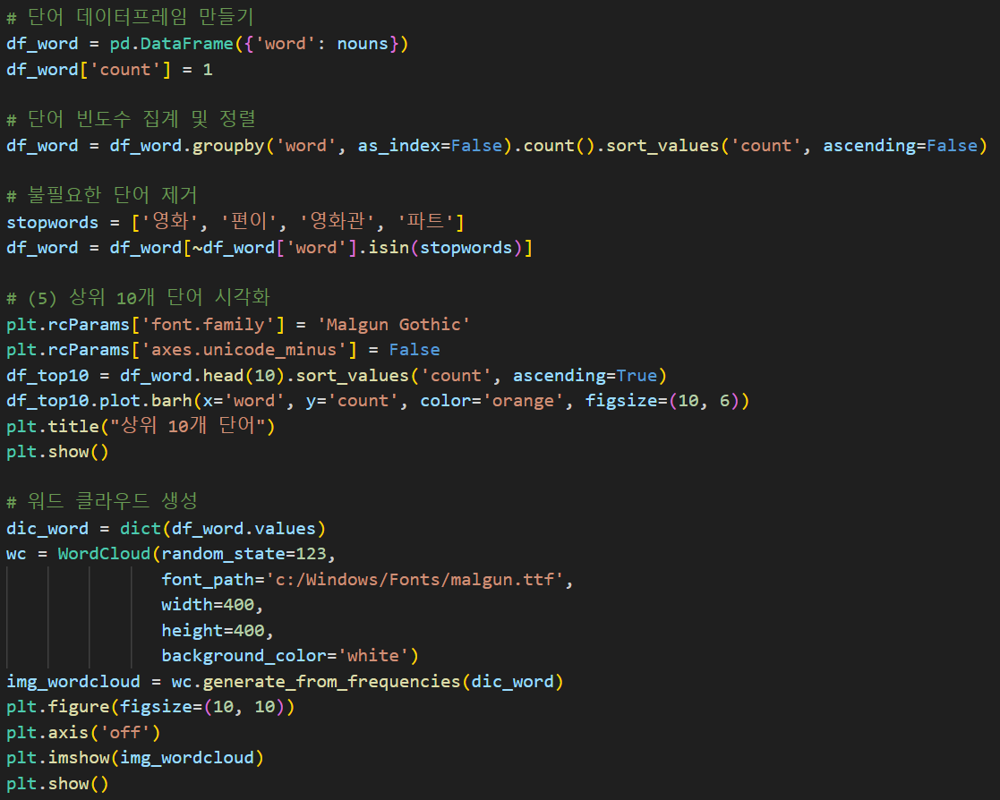 # 단어 데이터프레임 만들기
df_word = pd.DataFrame({'word': nouns})
df_word['count'] = 1
# 단어 빈도수 집계 및 정렬
df_word = df_word.groupby('word', as_index=False).count().sort_values('count', ascending=False)
# 불필요한 단어 제거
stopwords = ['영화', '편이', '영화관', '파트']
df_word = df_word[~df_word['word'].isin(stopwords)]
# (5) 상위 10개 단어 시각화
plt.rcParams['font.family'] = 'Malgun Gothic'
plt.rcParams['axes.unicode_minus'] = False
df_top10 = df_word.head(10).sort_values('count', ascending=True)
df_top10.plot.barh(x='word', y='count', color='orange', figsize=(10, 6))
plt.title("상위 10개 단어")
plt.show()
# 워드 클라우드 생성
dic_word = dict(df_word.values)
wc = WordCloud(random_state=123,
font_path='c:/Windows/Fonts/malgun.ttf',
width=400,
height=400,
background_color='white')
img_wordcloud = wc.generate_from_frequencies(dic_word)
plt.figure(figsize=(10, 10))
plt.axis('off')
plt.imshow(img_wordcloud)
plt.show()